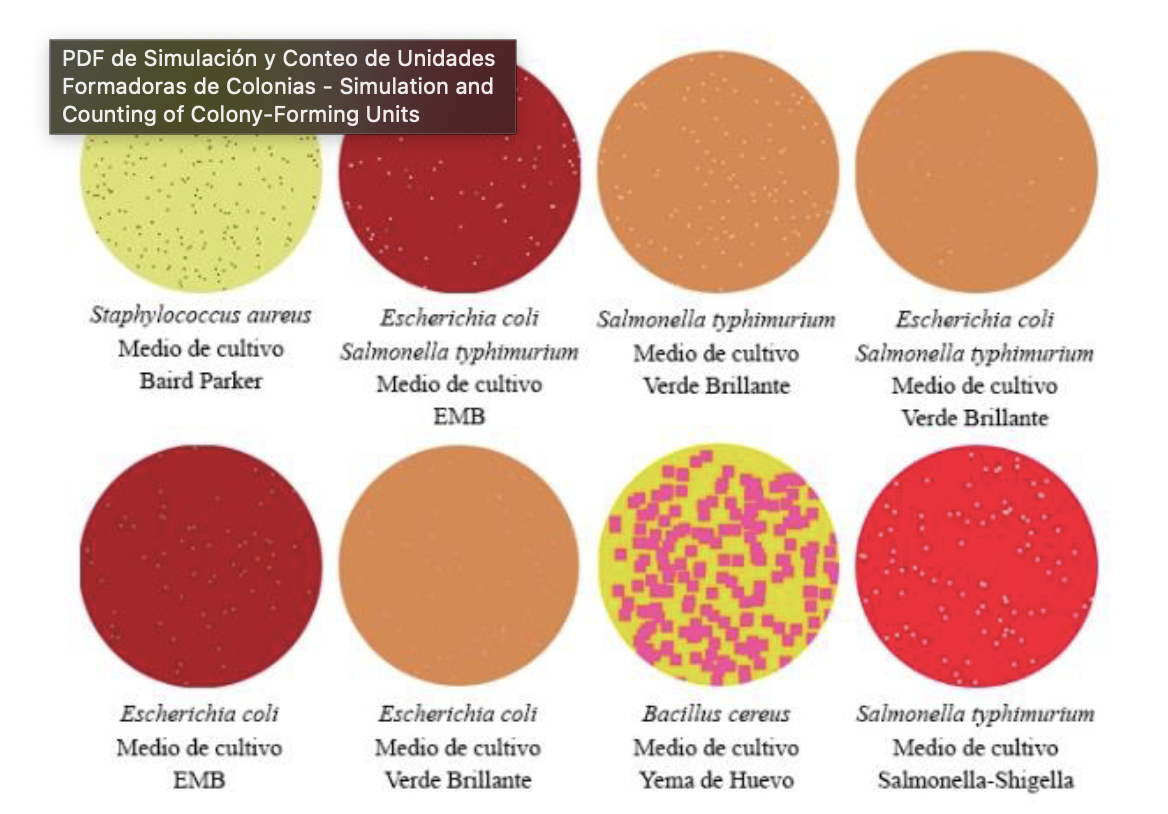 PDF de Simulación y Conteo de Unidades
Formadoras de Colonias - Simulation and
Counting of Colony-Forming Units
Staphylococcus aureus
Medio de cultivo
Baird Parker
Escherichia coli
Salmonella typhimurium
Medio de cultivo
EMB
Salmonella typhimurium
Medio de cultivo
Verde Brillante
Escherichia coli
Salmonella typhimurium
Medio de cultivo
Verde Brillante
Escherichia coli
Medio de cultivo
EMB
Escherichia coli
Medio de cultivo
Verde Brillante
Bacillus cereus
Medio de cultivo
Yema de Huevo
Salmonella typhimurium
Medio de cultivo
Salmonella-Shigella